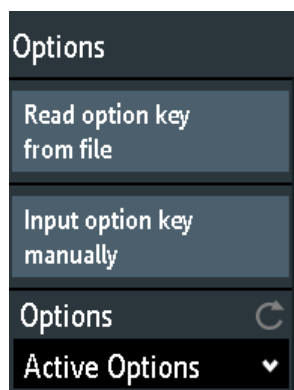 Options
Read option key
from file
Input option key
manually
Options
Active Options